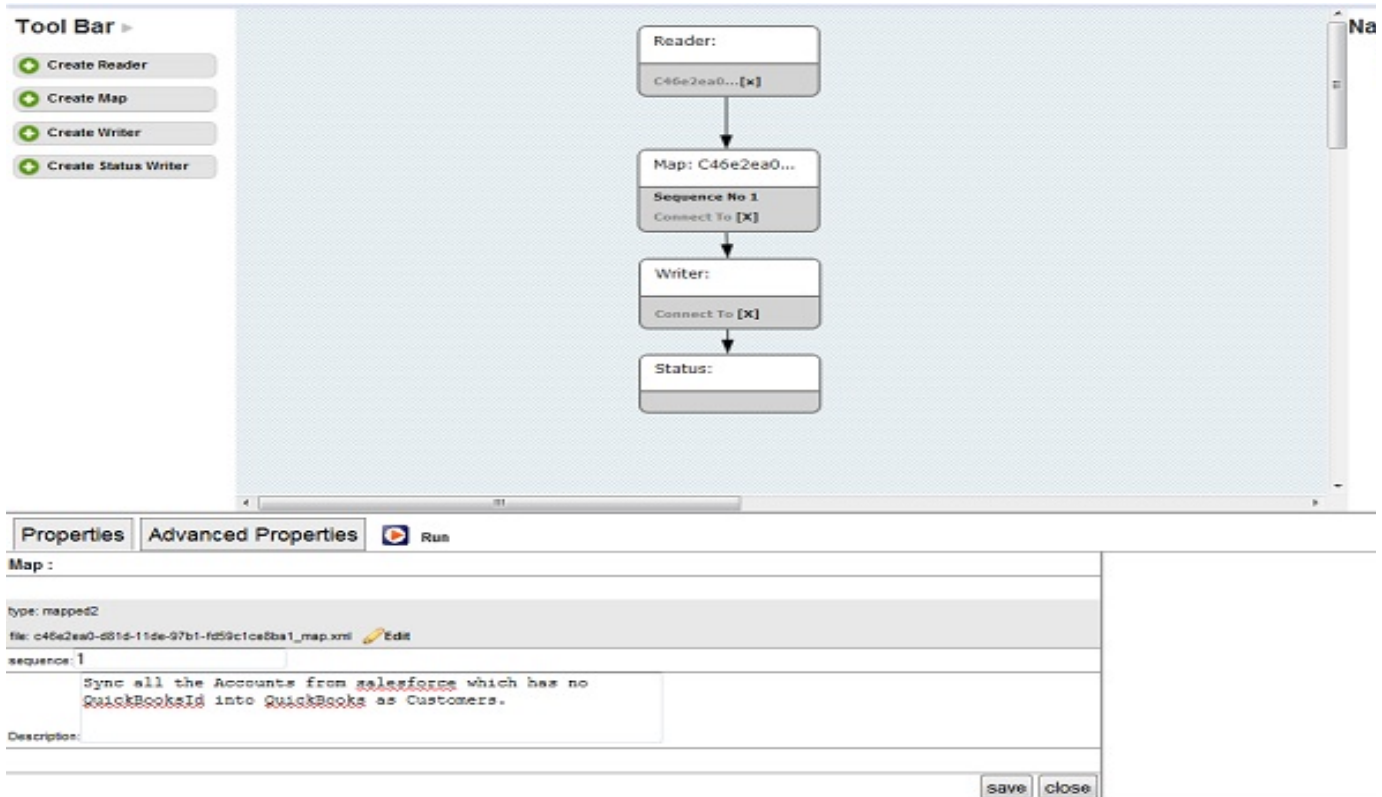 Tool Bar
Create Reader
Create Map
Create Writer
Create Status Writer
Reader:
C46e2ea0...[x]
Map: C46e2ea0...
Sequence No 1
Connect To [X]
Writer:
Connect To [X]
Status:
Na
Properties Advanced Properties Run
Map :
type: mapped2
file: c46e2ea0-d81d-11de-97b1-fd59c1ce8ba1_map.xml Edit
sequence: 1
Sync all the Accounts from salesforce which has no
QuickBooksId into QuickBooks as Customers.
Description:
save close